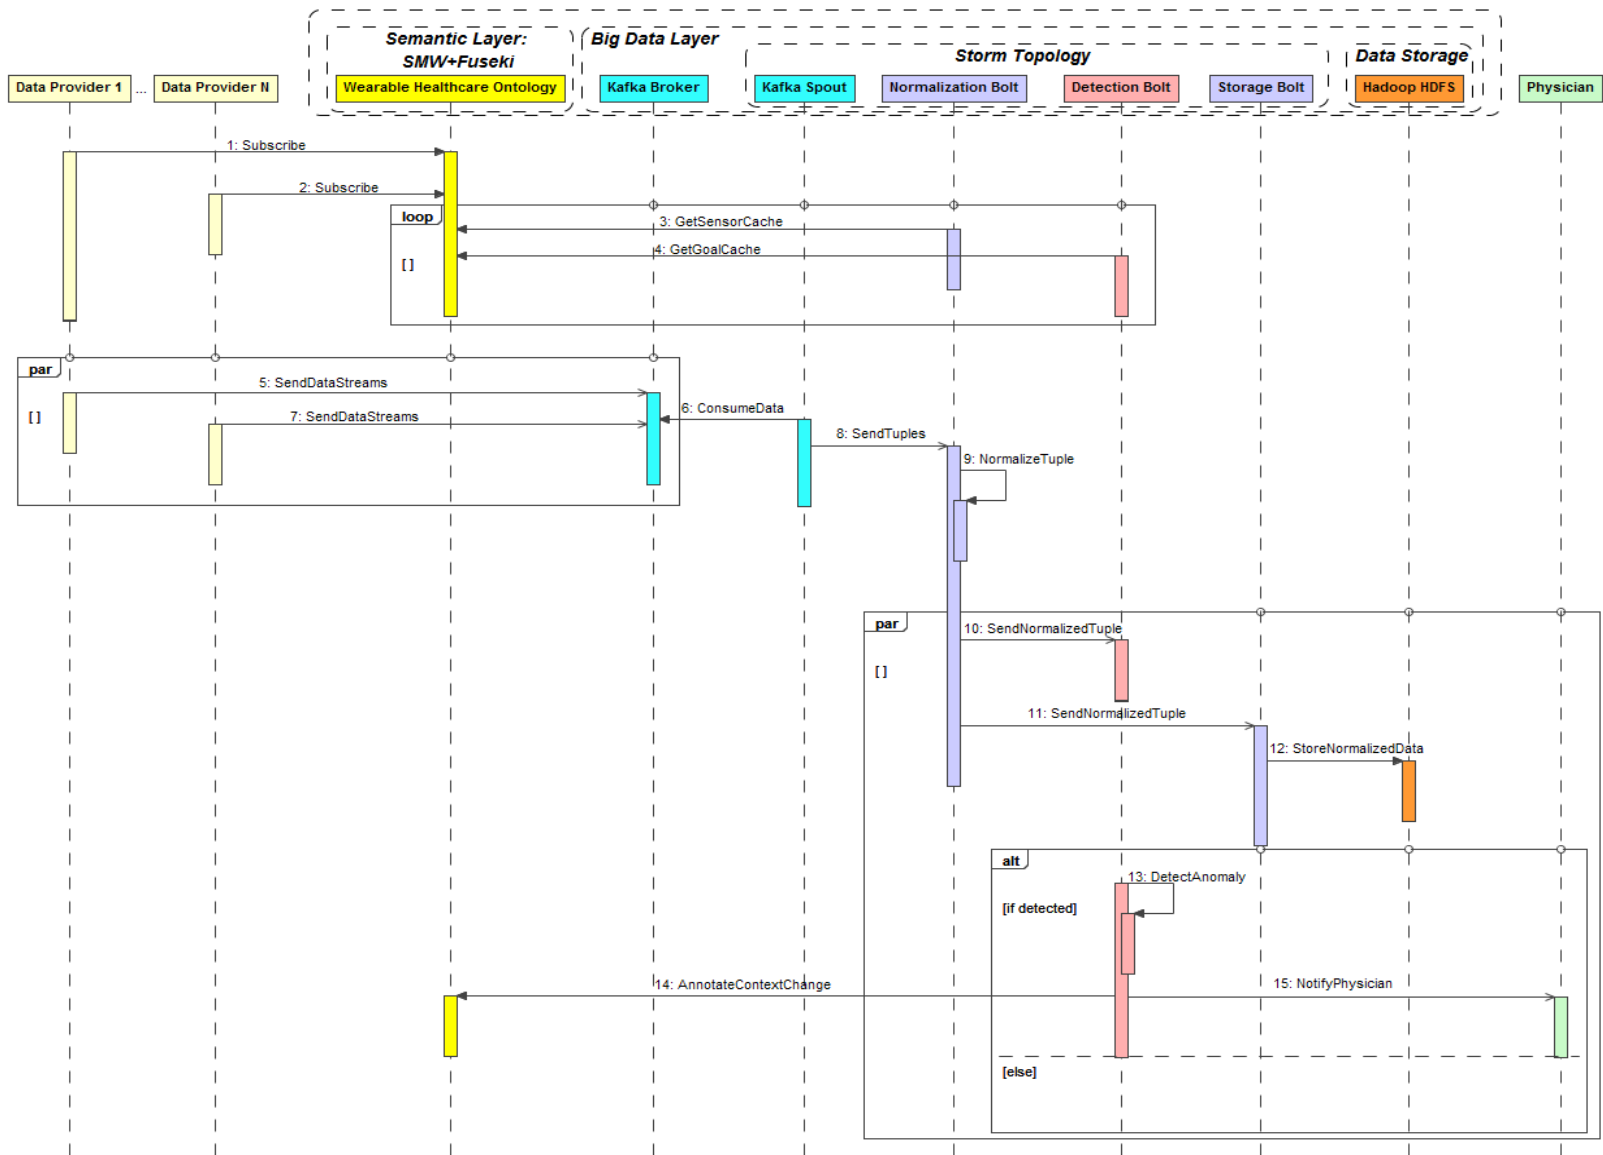 Semantic Layer:
SMW+Fuseki
Big Data Layer
Storm Topology
Data Storage
Data Provider 1
...
Data Provider N
Wearable Healthcare Ontology
Kafka Broker
Kafka Spout
Normalization Bolt
Detection Bolt
Storage Bolt
Hadoop HDFS
Physician
1: Subscribe
2: Subscribe
loop
3: GetSensorCache
4: GetGoalCache
[ ]
par
5: SendDataStreams
[ ]
7: SendDataStreams
6: ConsumeData
8: SendTuples
9: NormalizeTuple
par
10: SendNormalizedTuple
[ ]
11: SendNormalizedTuple
12: StoreNormalizedData
alt
13: DetectAnomaly
[if detected]
14: AnnotateContextChange
15: NotifyPhysician
[else]